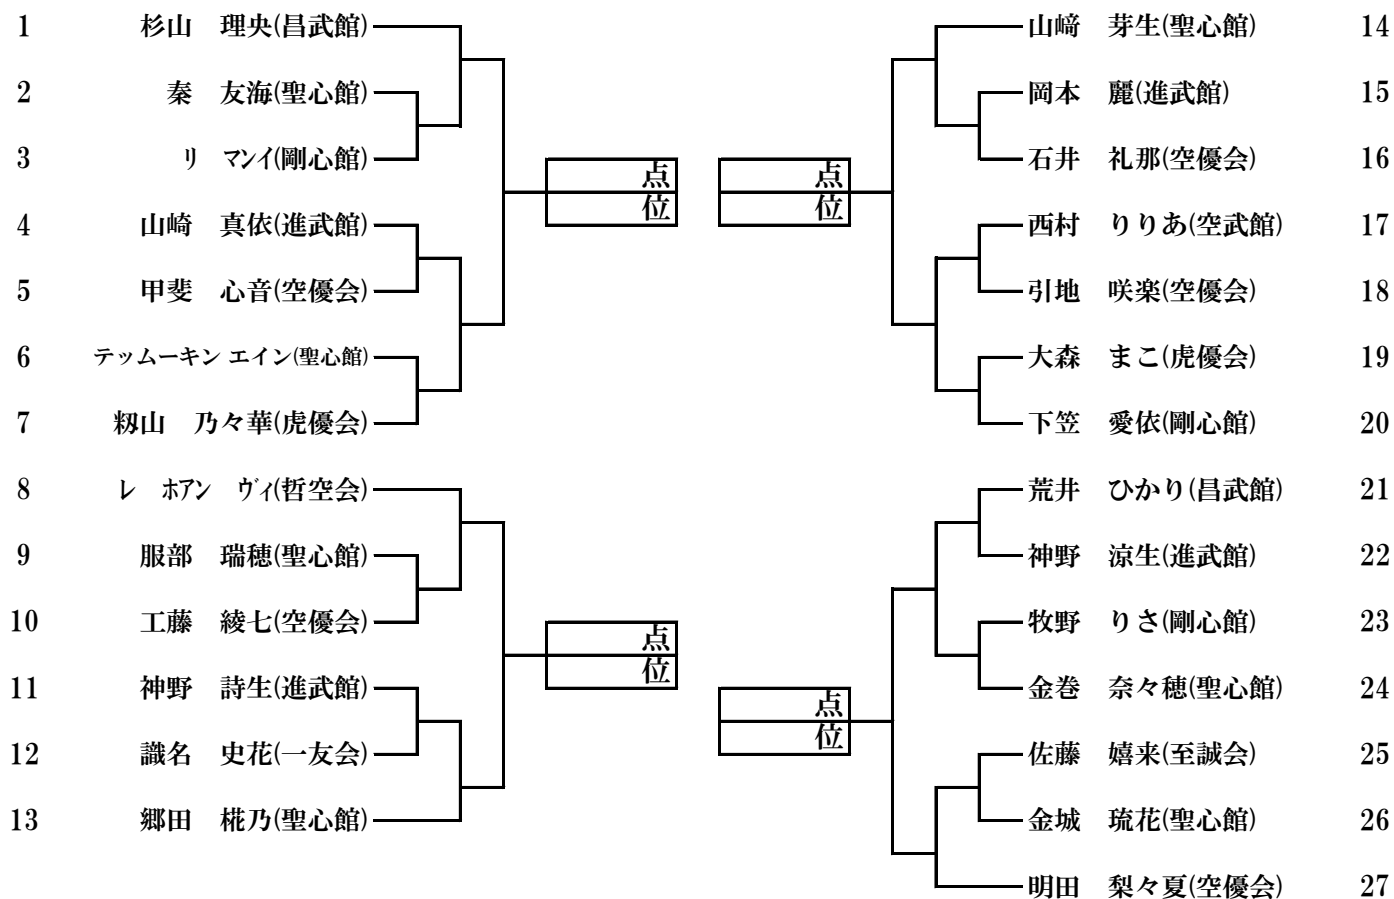 1 杉山　理央(昌武館)
2 秦　友海(聖心館)
3 リ　マンイ(剛心館)
4 山崎　真依(進武館)
5 甲斐　心音(空優会)
6 テッムーキン エイン(聖心館)
7 籾山　乃々華(虎優会)
8 レ　ホアン　ヴィ(哲空会)
9 服部　瑞穂(聖心館)
10 工藤　綾七(空優会)
11 神野　詩生(進武館)
12 識名　史花(一友会)
13 郷田　椛乃(聖心館)
点
位
点
位
点
位
点
位
山﨑　芽生(聖心館) 14
岡本　麗(進武館) 15
石井　礼那(空優会) 16
西村　りりあ(空武館) 17
引地　咲楽(空優会) 18
大森　まこ(虎優会) 19
下笠　愛依(剛心館) 20
荒井　ひかり(昌武館) 21
神野　涼生(進武館) 22
牧野　りさ(剛心館) 23
金巻　奈々穂(聖心館) 24
佐藤　嬉来(至誠会) 25
金城　琉花(聖心館) 26
明田　梨々夏(空優会) 27